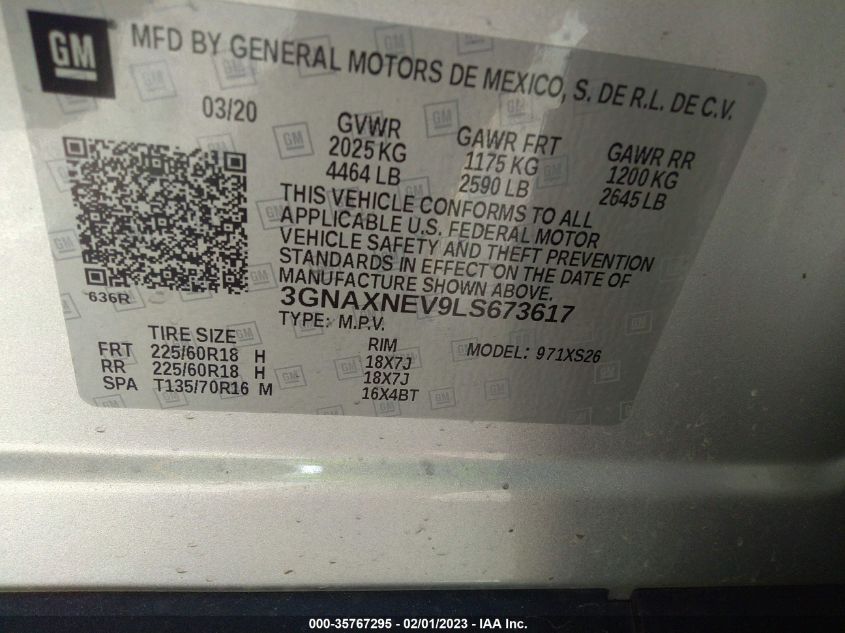 GM
MFD BY GENERAL MOTORS DE MEXICO, S. DE R.L. DE C.V.
03/20
GVWR
2025 KG
4464 LB
GAWR FRT
1175 KG
2590 LB
GAWR RR
1200 KG
2645 LB
THIS VEHICLE CONFORMS TO ALL
APPLICABLE U.S. FEDERAL MOTOR
VEHICLE SAFETY AND THEFT PREVENTION
STANDARDS IN EFFECT ON THE DATE OF
MANUFACTURE SHOWN ABOVE.
3GNAXNEV9LS673617
TYPE: M.P.V.
MODEL: 971XS26
636R
TIRE SIZE
RIM
FRT 225/60R18 H 18X7J
RR 225/60R18 H 18X7J
SPA T135/70R16 M 16X4BT
000-35767295 - 02/01/2023 - IAA Inc.